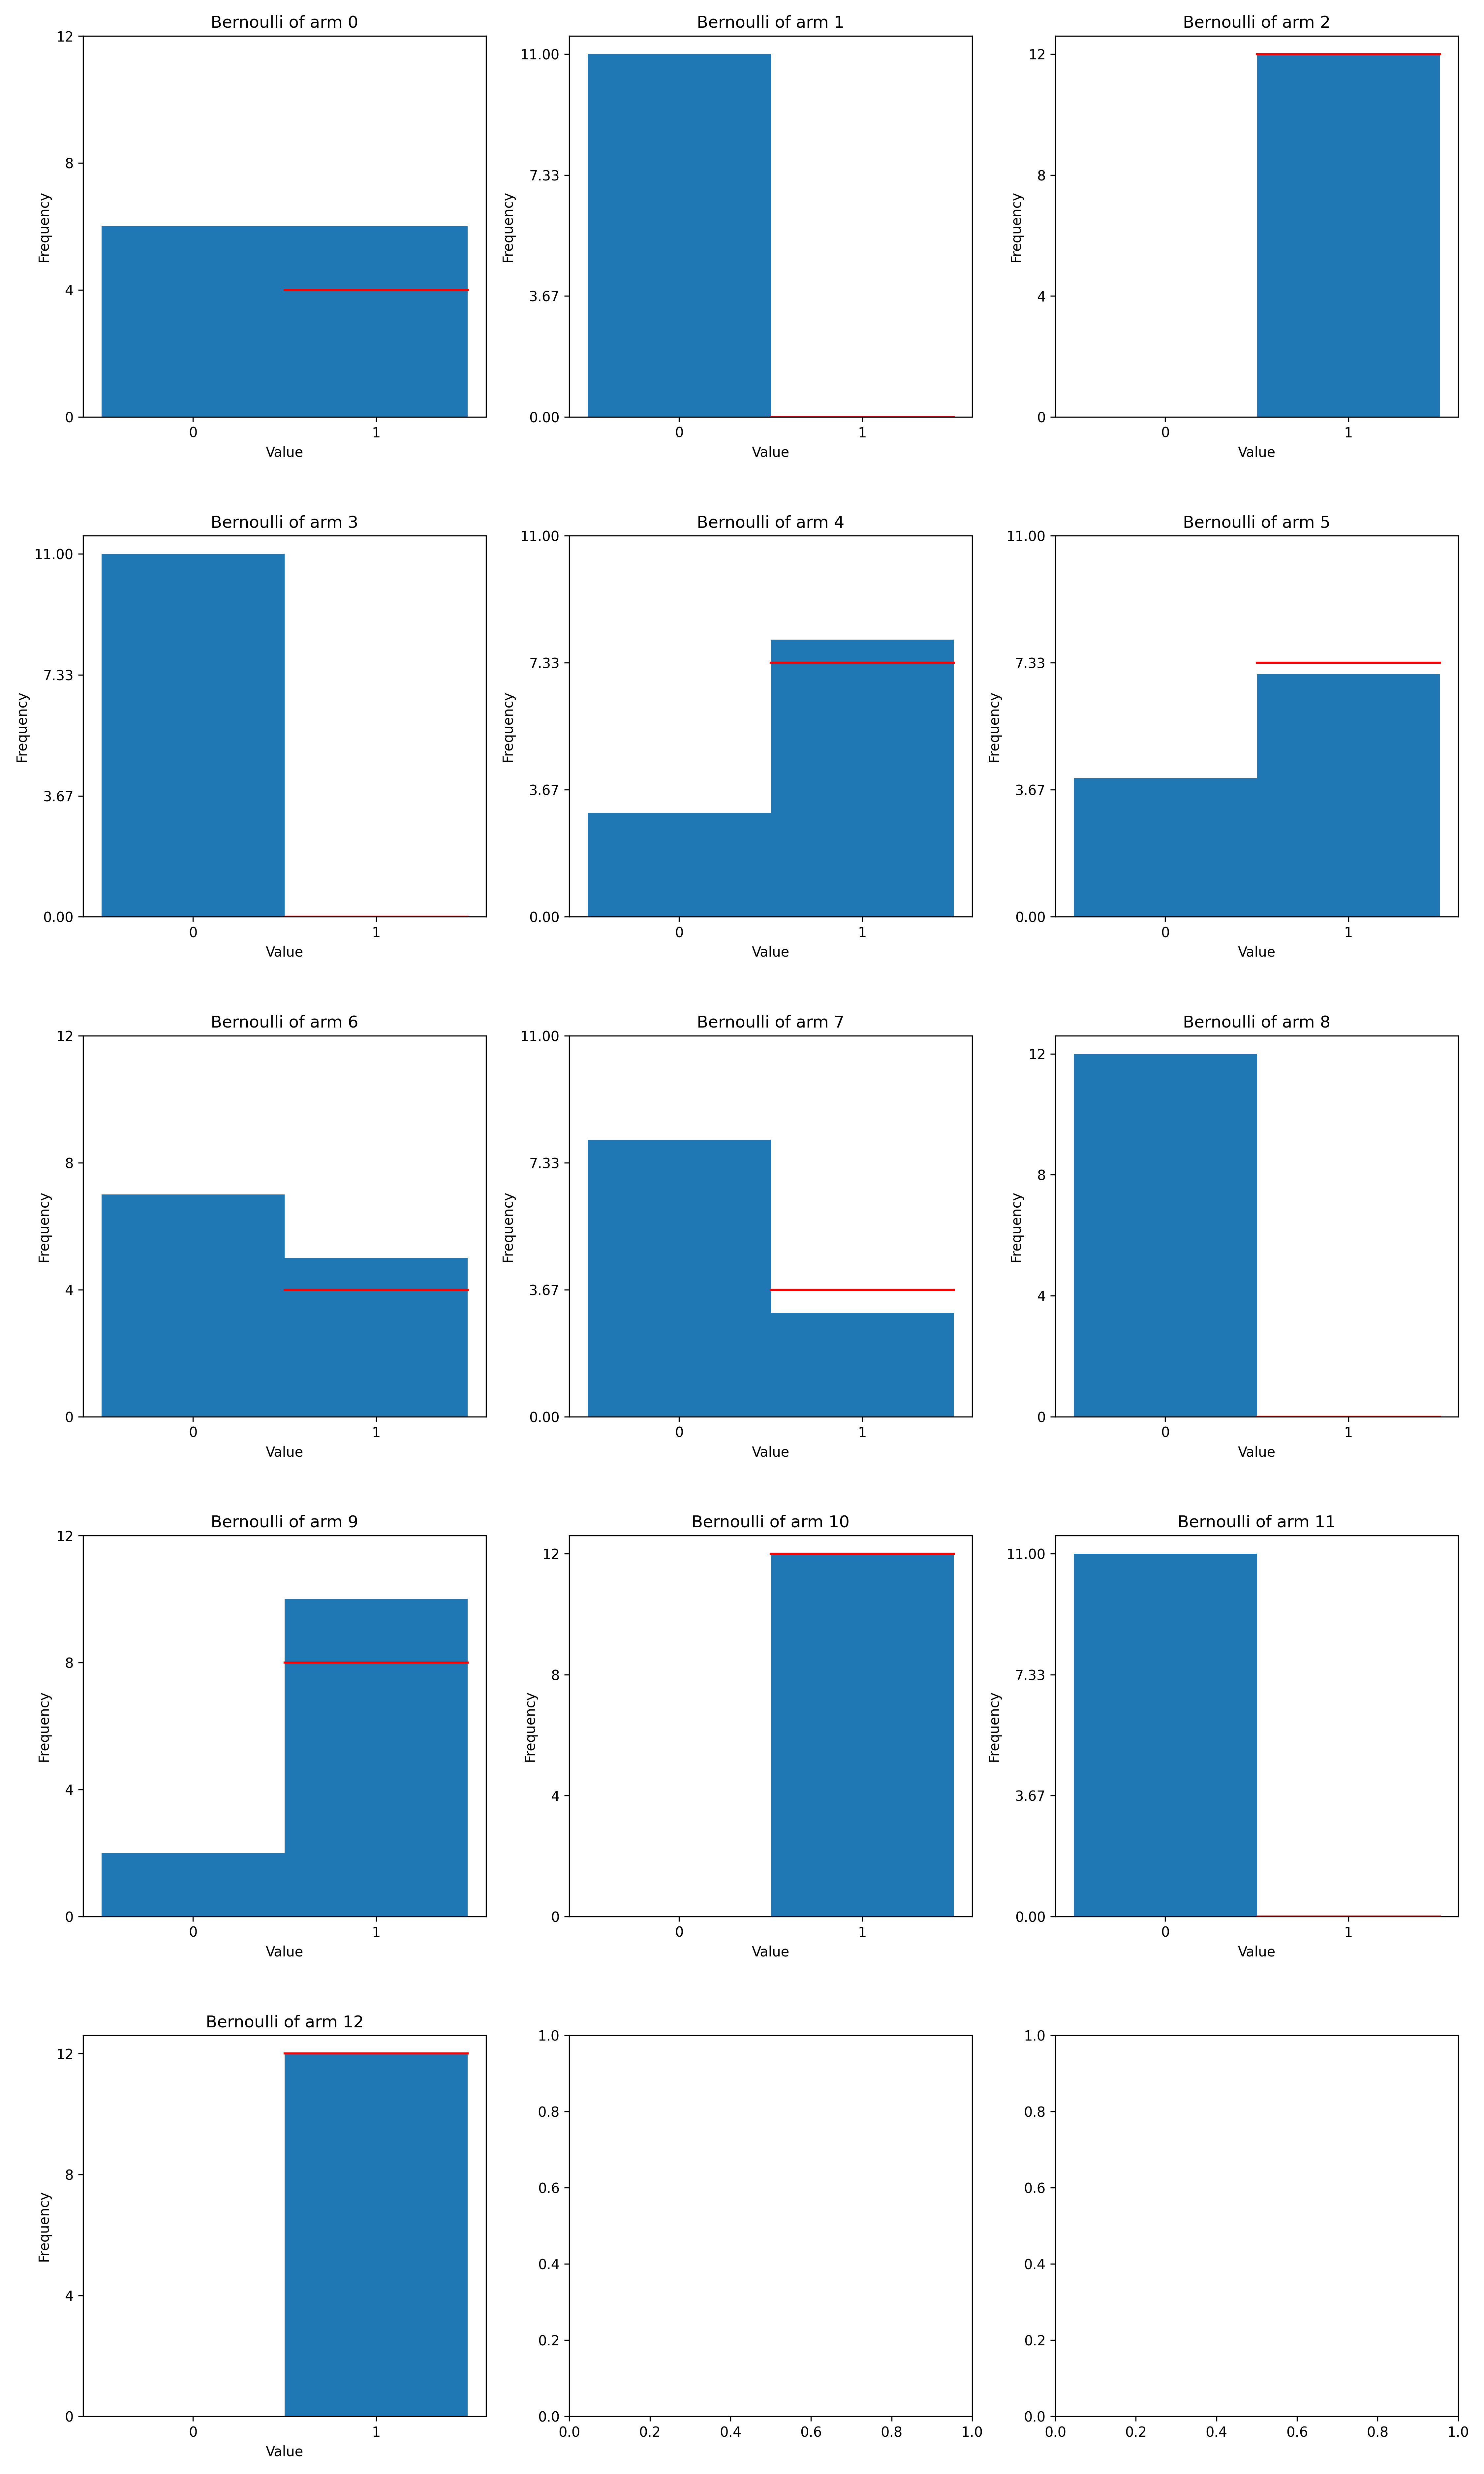 Bernoulli of arm 0
12
8
4
0
Frequency
0 1
Value
Bernoulli of arm 1
11.00
7.33
3.67
0.00
Frequency
0 1
Value
Bernoulli of arm 2
12
8
4
0
Frequency
0 1
Value
Bernoulli of arm 3
11.00
7.33
3.67
0.00
Frequency
0 1
Value
Bernoulli of arm 4
11.00
7.33
3.67
0.00
Frequency
0 1
Value
Bernoulli of arm 5
11.00
7.33
3.67
0.00
Frequency
0 1
Value
Bernoulli of arm 6
12
8
4
0
Frequency
0 1
Value
Bernoulli of arm 7
11.00
7.33
3.67
0.00
Frequency
0 1
Value
Bernoulli of arm 8
12
8
4
0
Frequency
0 1
Value
Bernoulli of arm 9
12
8
4
0
Frequency
0 1
Value
Bernoulli of arm 10
12
8
4
0
Frequency
0 1
Value
Bernoulli of arm 11
11.00
7.33
3.67
0.00
Frequency
0 1
Value
Bernoulli of arm 12
12
8
4
0
Frequency
0 1
Value
1.0
0.8
0.6
0.4
0.2
0.0
0.0 0.2 0.4 0.6 0.8 1.0
1.0
0.8
0.6
0.4
0.2
0.0
0.0 0.2 0.4 0.6 0.8 1.0